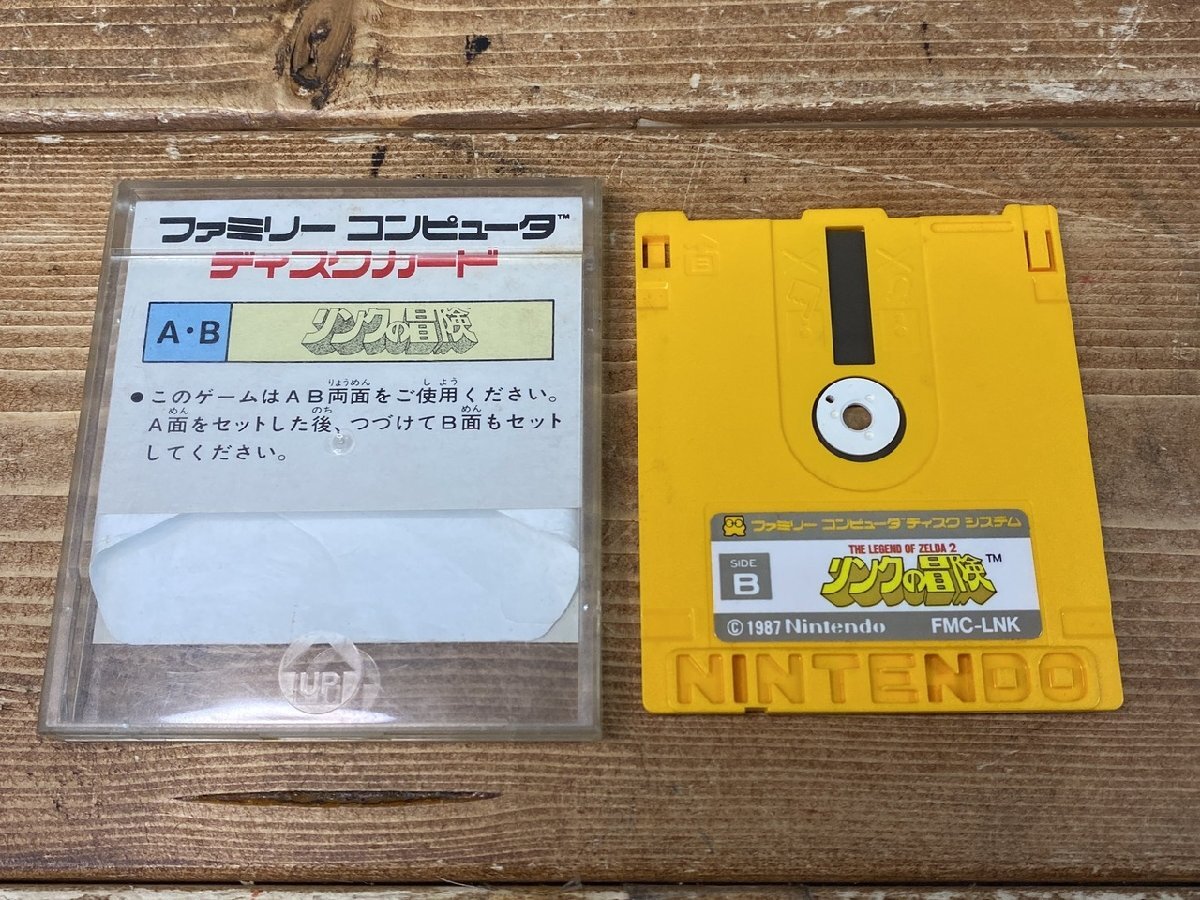 ファミリー コンピュータ™
ディスクカード
A・B
リンクの冒険
●このゲームはＡＢ両面をご使用ください。
Ａ面をセットした後、つづけてＢ面もセット
してください。
UP
ファミリー コンピュータ ディスク システム
THE LEGEND OF ZELDA 2
SIDE
B
リンクの冒険™
©1987 Nintendo FMC-LNK
NINTENDO